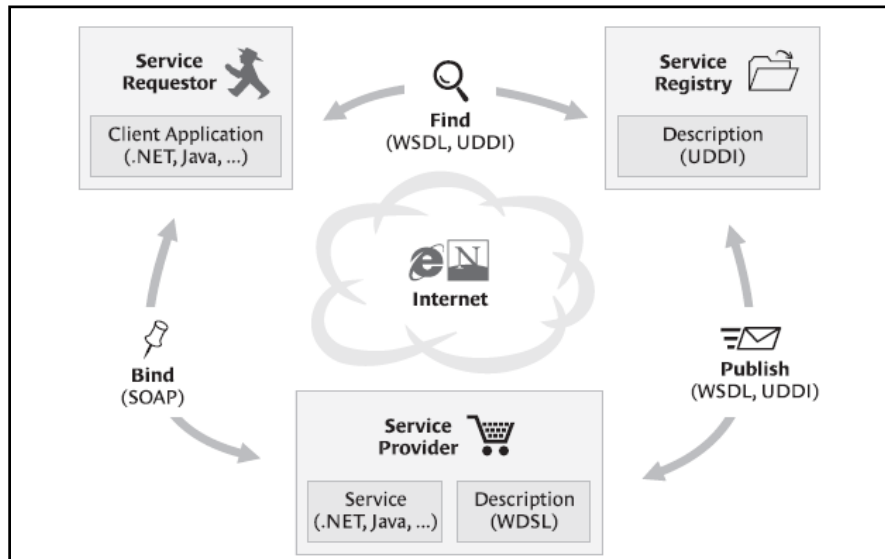 Service
Requestor
Client Application
(.NET, Java, ...)
Find
(WSDL, UDDI)
Service
Registry
Description
(UDDI)
N
Internet
Bind
(SOAP)
Publish
(WSDL, UDDI)
Service
Provider
Service
(.NET, Java, ...)
Description
(WDSL)